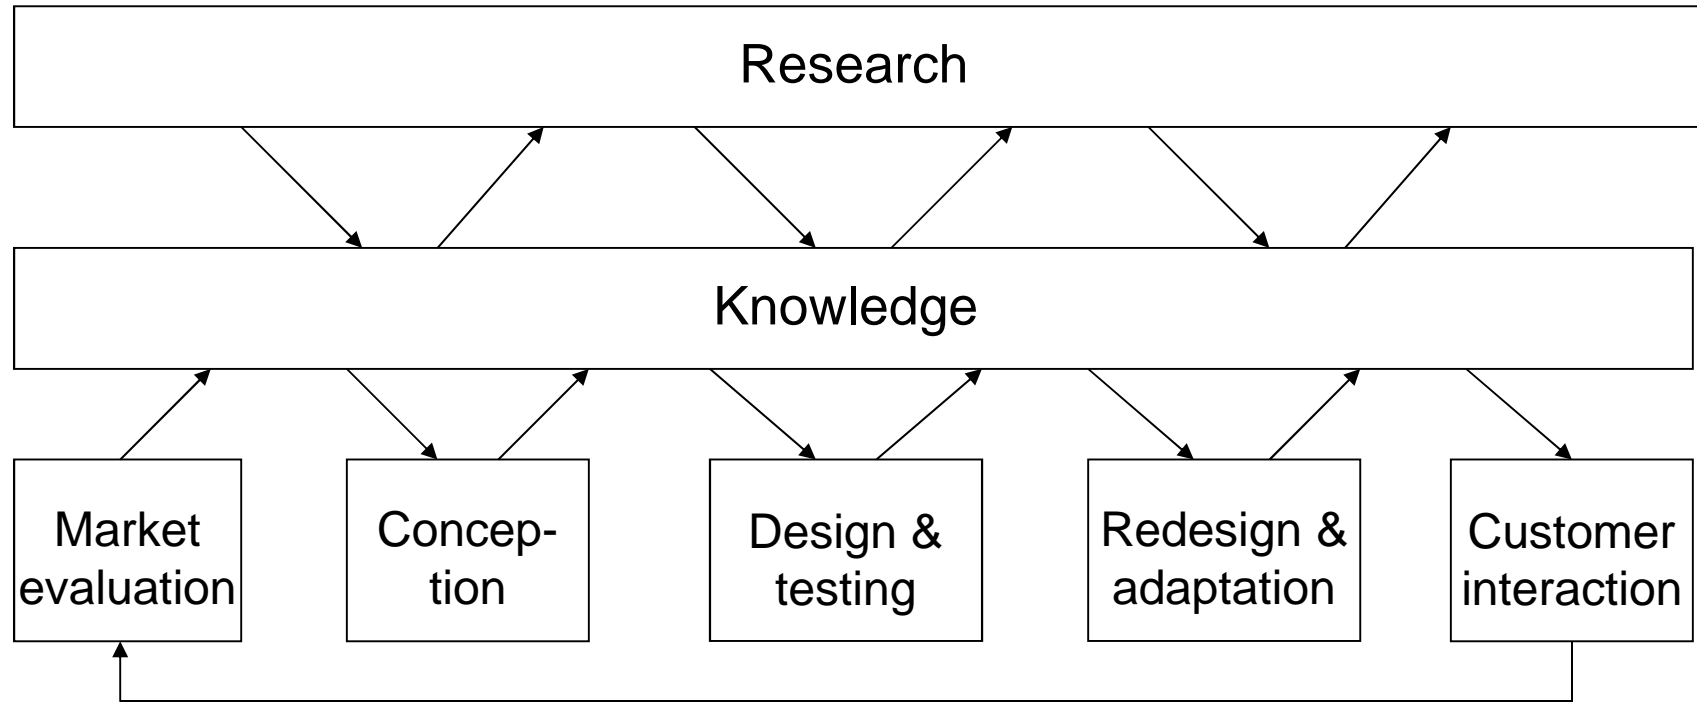 Research
Knowledge
Market
evaluation
Concep-
tion
Design &
testing
Redesign &
adaptation
Customer
interaction